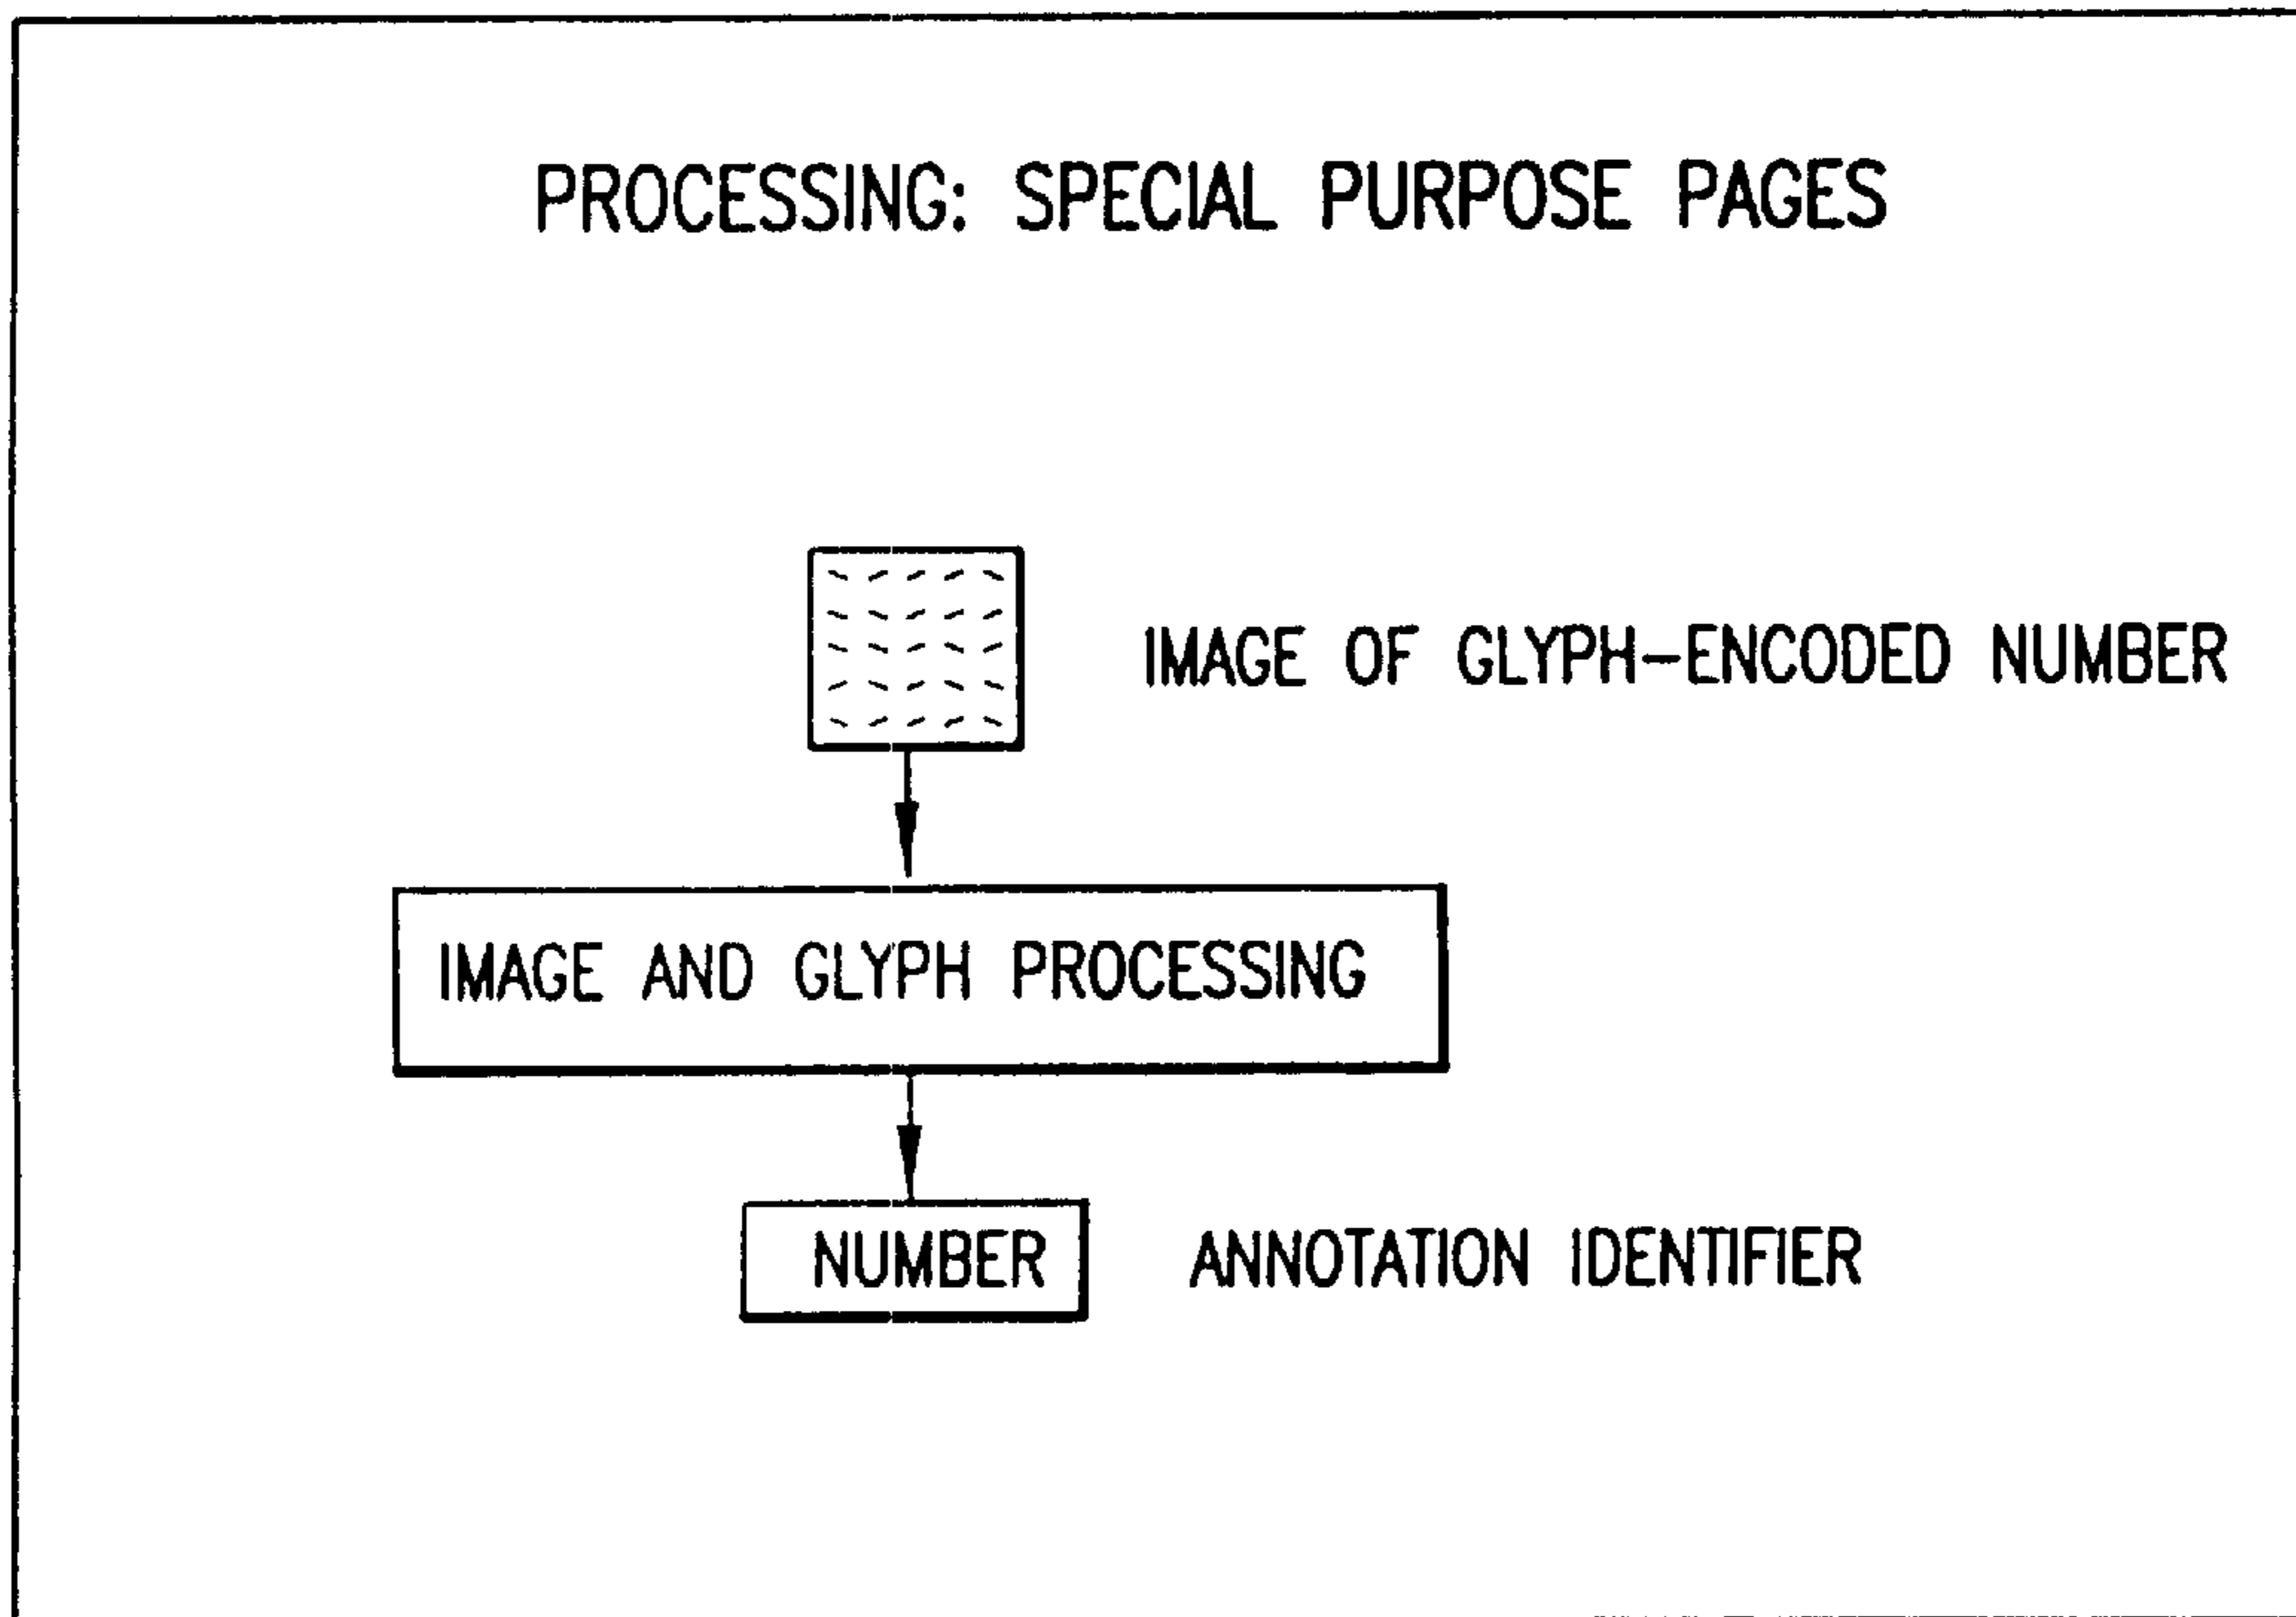 PROCESSING: SPECIAL PURPOSE PAGES
IMAGE OF GLYPH-ENCODED NUMBER
IMAGE AND GLYPH PROCESSING
NUMBER
ANNOTATION IDENTIFIER